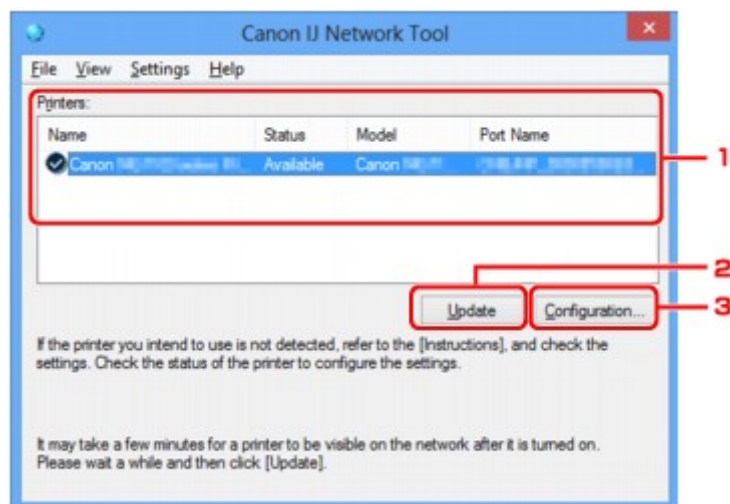 Canon IJ Network Tool
File View Settings Help
Printers:
Name Status Model Port Name
Canon Available Canon
1
2
Update Configuration...
3
If the printer you intend to use is not detected, refer to the [Instructions], and check the
settings. Check the status of the printer to configure the settings.
It may take a few minutes for a printer to be visible on the network after it is turned on.
Please wait a while and then click [Update].